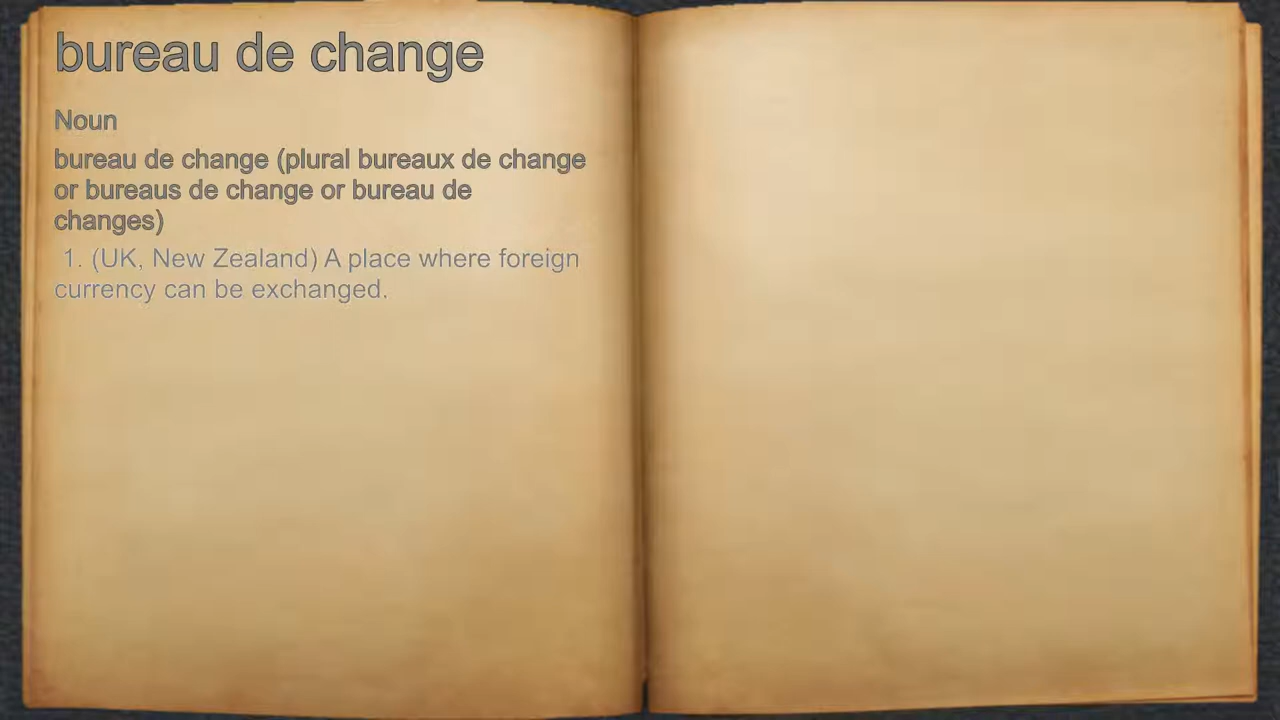 bureau de change
Noun
bureau de change (plural bureaux de change
or bureaus de change or bureau de
changes)
1. (UK, New Zealand) A place where foreign
currency can be exchanged.